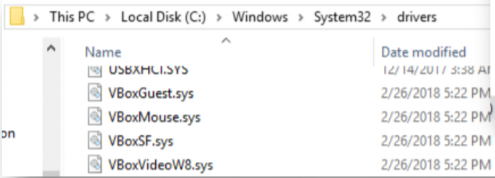 This PC > Local Disk (C:) > Windows > System32 > drivers
Name Date modified
USBXHCI.SYS 12/14/2017 3:38 AM
VBoxGuest.sys 2/26/2018 5:22 PM
VBoxMouse.sys 2/26/2018 5:22 PM
on VBoxSF.sys 2/26/2018 5:22 PM
VBoxVideoW8.sys 2/26/2018 5:22 PM